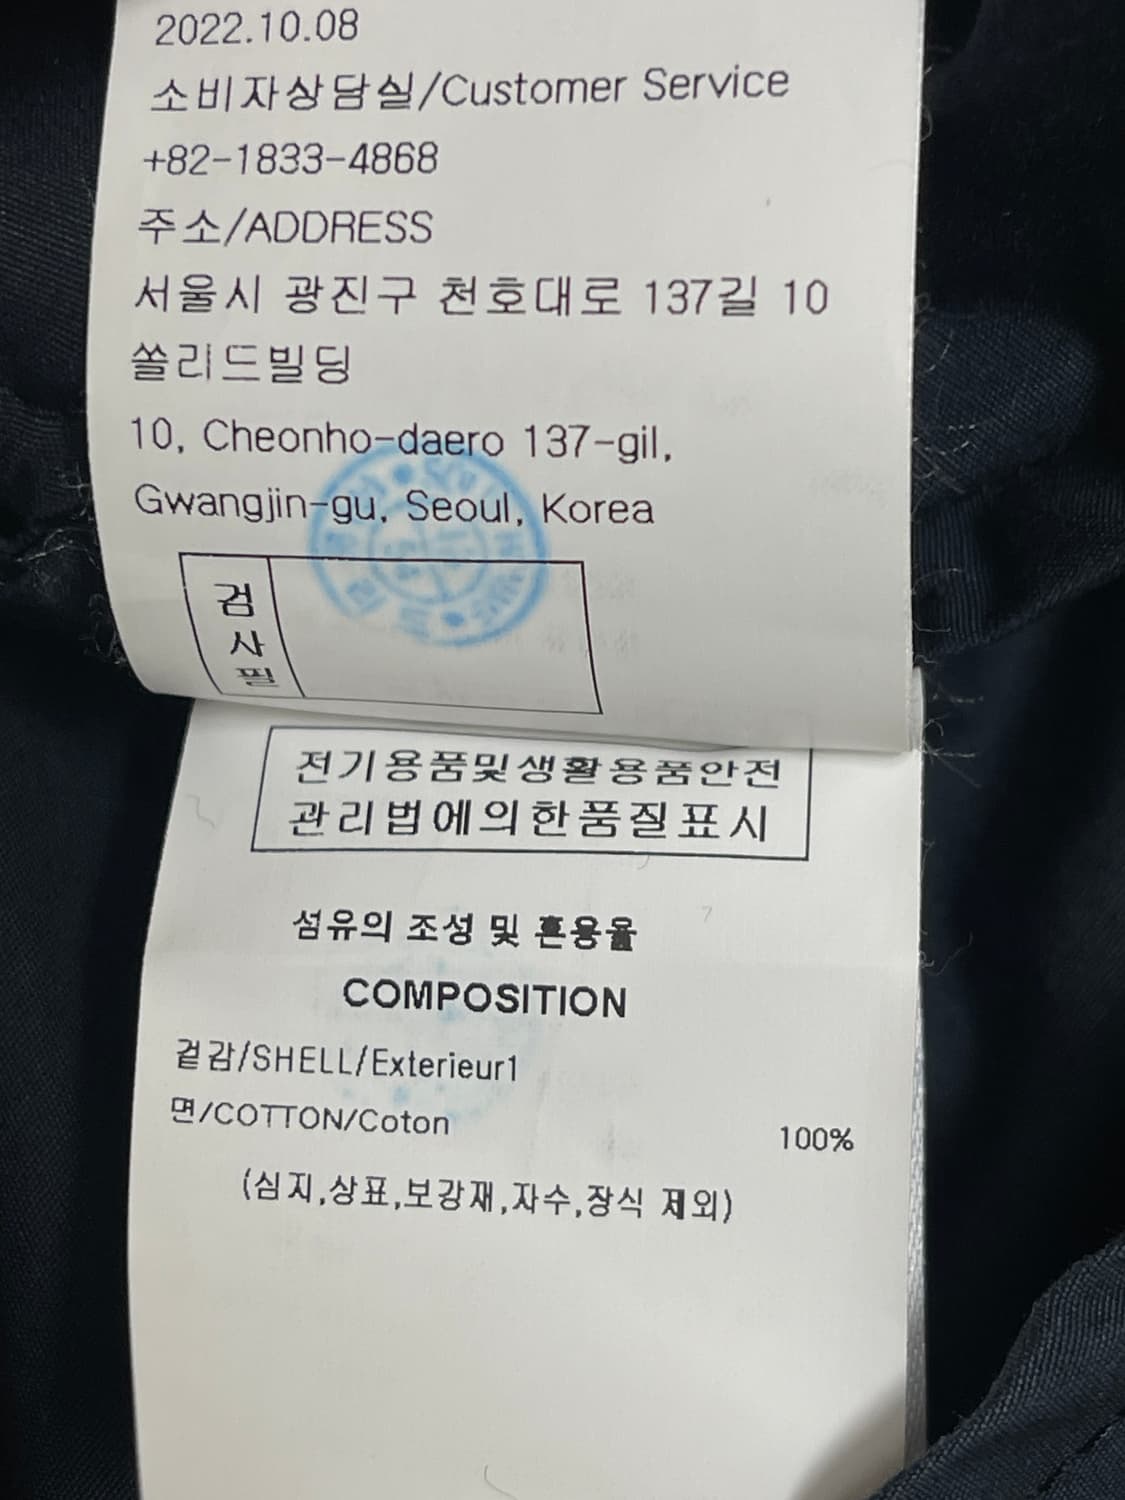 2022.10.08
소비자상담실/Customer Service
+82-1833-4868
주소/ADDRESS
서울시 광진구 천호대로 137길 10
쏠리드빌딩
10, Cheonho-daero 137-gil,
Gwangjin-gu, Seoul, Korea
검사필
전기용품및생활용품안전
관리법에의한품질표시
섬유의 조성 및 혼용율
COMPOSITION
겉감/SHELL/Exterieur1
면/COTTON/Coton 100%
(심지,상표,보강재,자수,장식 제외)